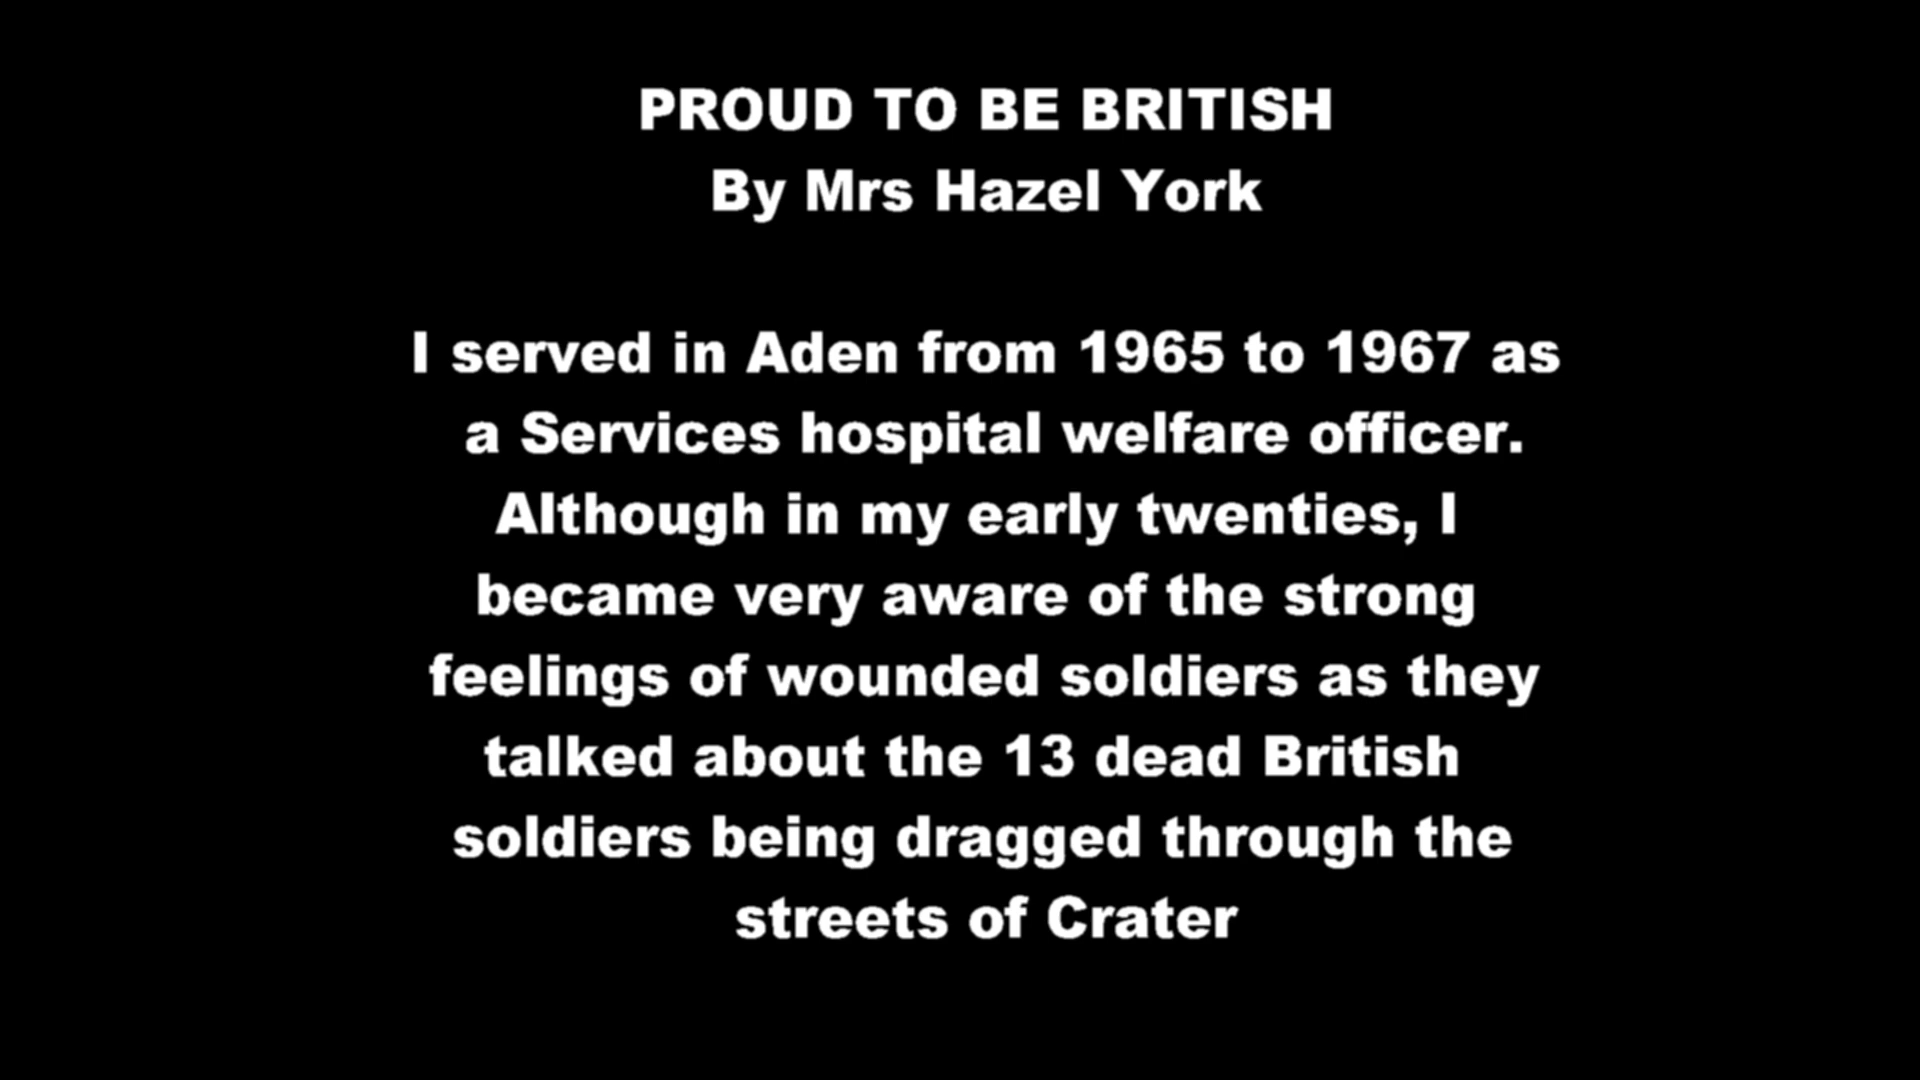 PROUD TO BE BRITISH
By Mrs Hazel York
I served in Aden from 1965 to 1967 as
a Services hospital welfare officer.
Although in my early twenties, I
became very aware of the strong
feelings of wounded soldiers as they
talked about the 13 dead British
soldiers being dragged through the
streets of Crater